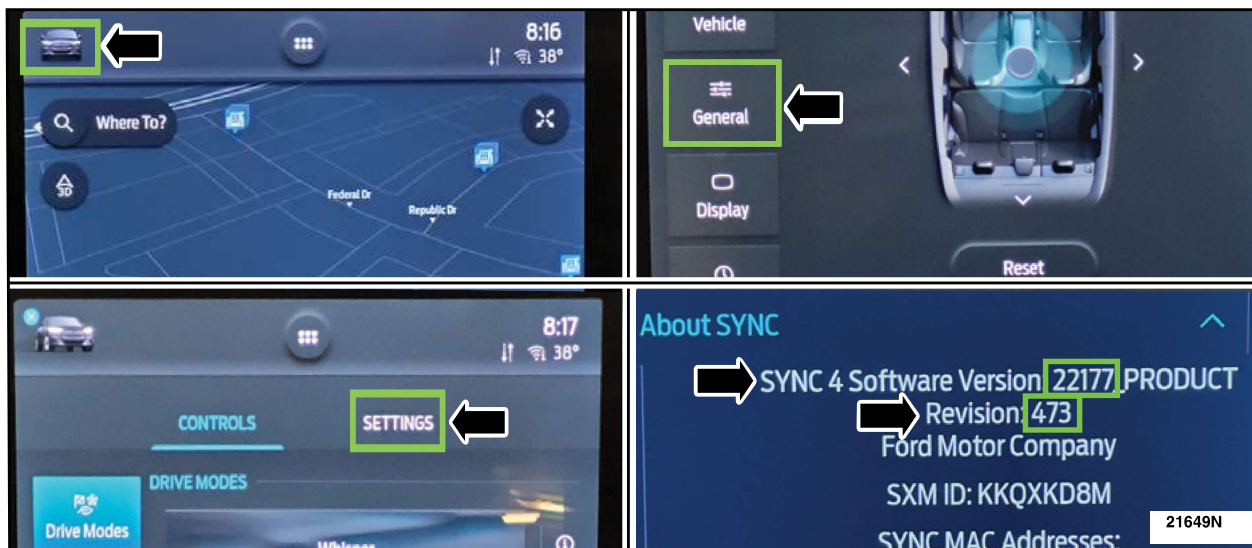 8:16
38°
Where To?
3D
Federal Dr
Republic Dr
Vehicle
General
Display
Reset
8:17
38°
CONTROLS
SETTINGS
DRIVE MODES
Drive Modes
Whisper
About SYNC
SYNC 4 Software Version: 22177_PRODUCT
Revision: 473
Ford Motor Company
SXM ID: KKQXKD8M
SYNC MAC Addresses:
21649N